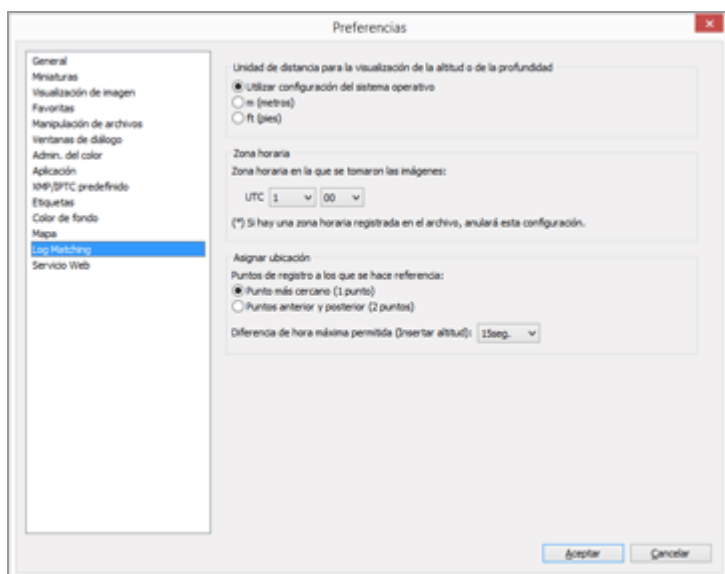 Preferencias
General
Miniaturas
Visualización de imagen
Favoritas
Manipulación de archivos
Ventanas de diálogo
Admin. del color
Aplicación
XMP/IPTC predefinido
Etiquetas
Color de fondo
Mapa
Log Matching
Servicio Web
Unidad de distancia para la visualización de la altitud o de la profundidad
Utilizar configuración del sistema operativo
m (metros)
ft (pies)
Zona horaria
Zona horaria en la que se tomaron las imágenes:
UTC 1 00
(*) Si hay una zona horaria registrada en el archivo, anulará esta configuración.
Asignar ubicación
Puntos de registro a los que se hace referencia:
Punto más cercano (1 punto)
Puntos anterior y posterior (2 puntos)
Diferencia de hora máxima permitida (Insertar altitud): 15seg.
Aceptar Cancelar